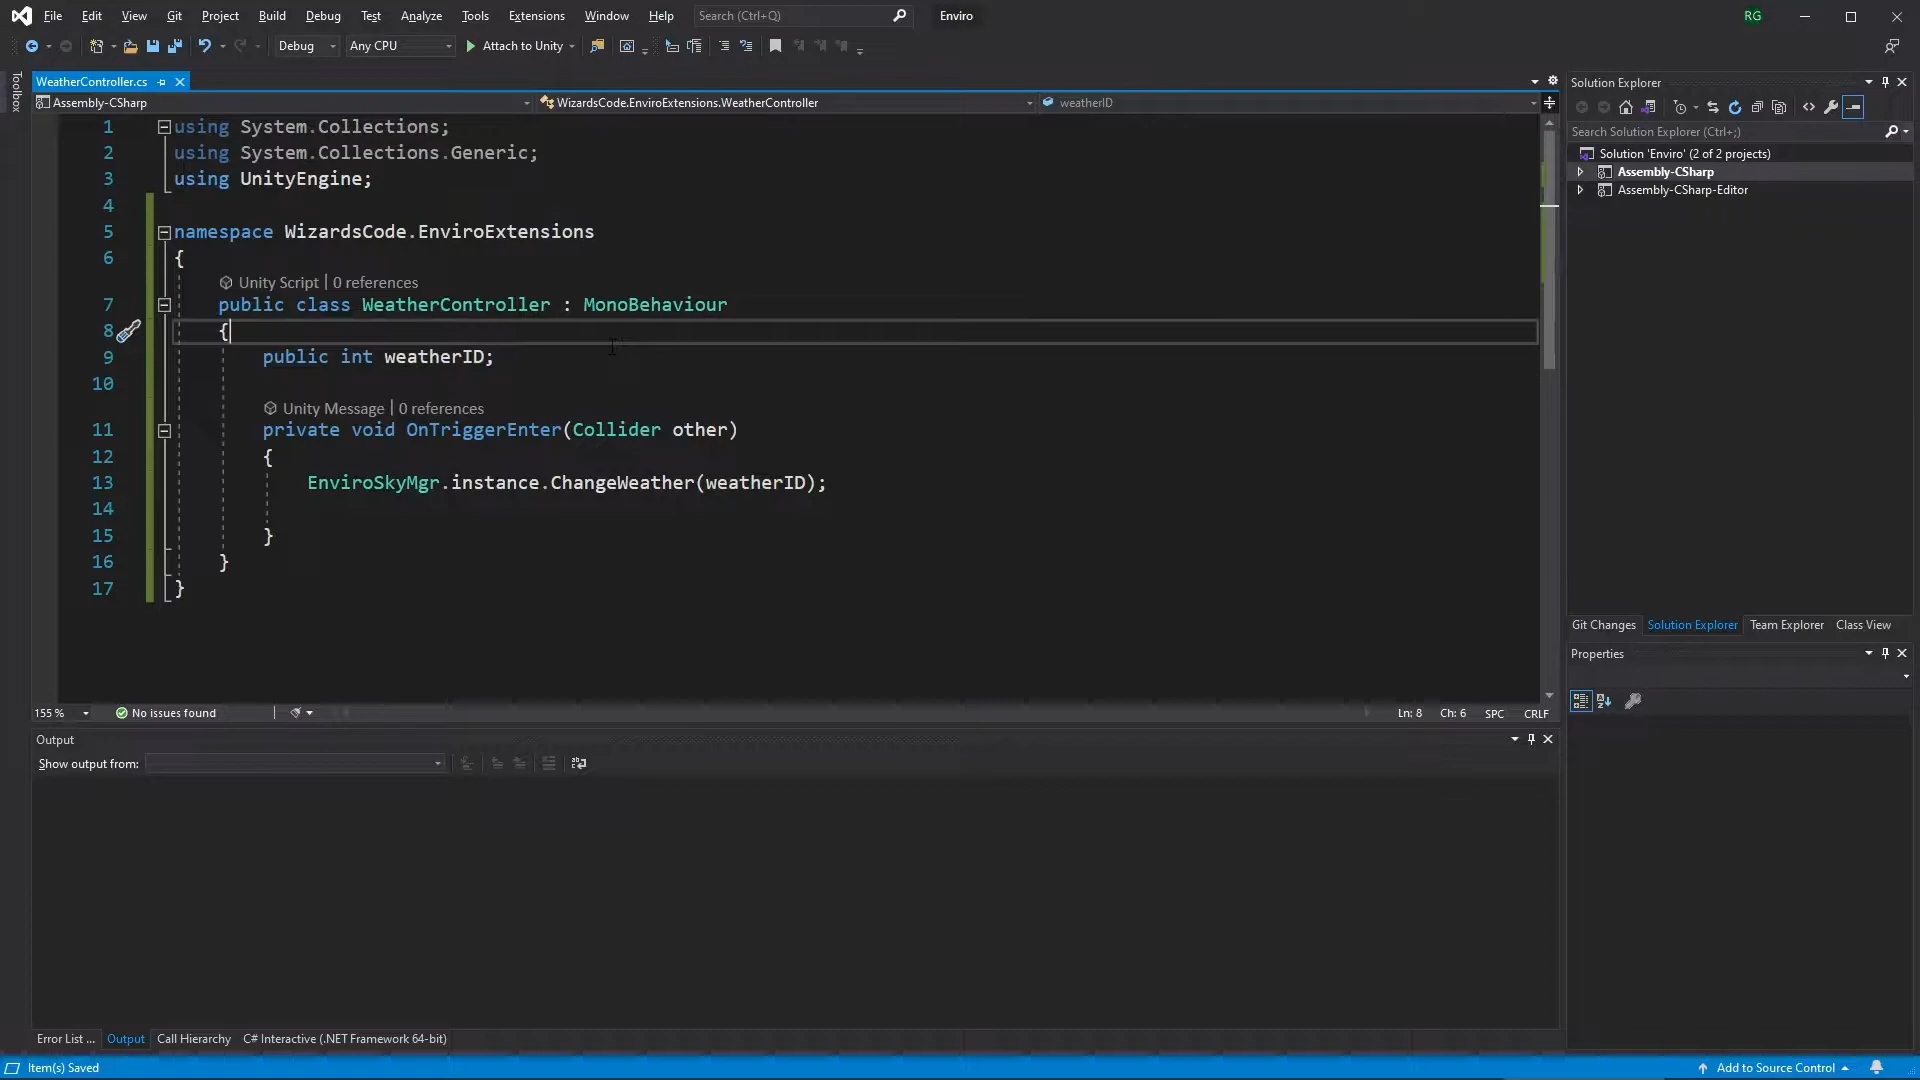 File Edit View Git Project Build Debug Test Analyze Tools Extensions Window Help Search (Ctrl+Q) Enviro RG
Debug Any CPU Attach to Unity
Toolbox
WeatherController.cs
Assembly-CSharp WizardsCode.EnviroExtensions.WeatherController weatherID
1 using System.Collections;
2 using System.Collections.Generic;
3 using UnityEngine;
4
5 namespace WizardsCode.EnviroExtensions
6 {
Unity Script | 0 references
7 public class WeatherController : MonoBehaviour
8 {
9 public int weatherID;
10
Unity Message | 0 references
11 private void OnTriggerEnter(Collider other)
12 {
13 EnviroSkyMgr.instance.ChangeWeather(weatherID);
14
15 }
16 }
17 }
155 % No issues found Ln: 8 Ch: 6 SPC CRLF
Output
Show output from:
Error List ... Output Call Hierarchy C# Interactive (.NET Framework 64-bit)
Item(s) Saved Add to Source Control
Solution Explorer
Search Solution Explorer (Ctrl+;)
Solution 'Enviro' (2 of 2 projects)
Assembly-CSharp
Assembly-CSharp-Editor
Git Changes Solution Explorer Team Explorer Class View
Properties